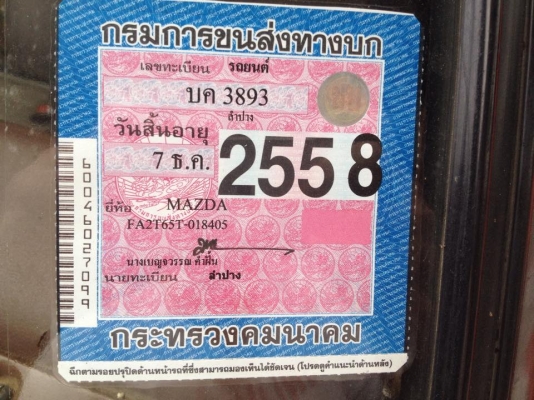 กรมการขนส่งทางบก
เลขทะเบียน รถยนต์
บค 3893
ลำปาง
วันสิ้นอายุ
7 ธ.ค. 2558
ยี่ห้อ MAZDA
FA2T65T-018405
นางเบญจวรรณ คำฝั้น
นายทะเบียน ลำปาง
60046027099
กระทรวงคมนาคม
ฉีกตามรอยปรุปิดด้านหน้ารถที่ซึ่งสามารถมองเห็นได้ชัดเจน (โปรดดูคำแนะนำด้านหลัง)